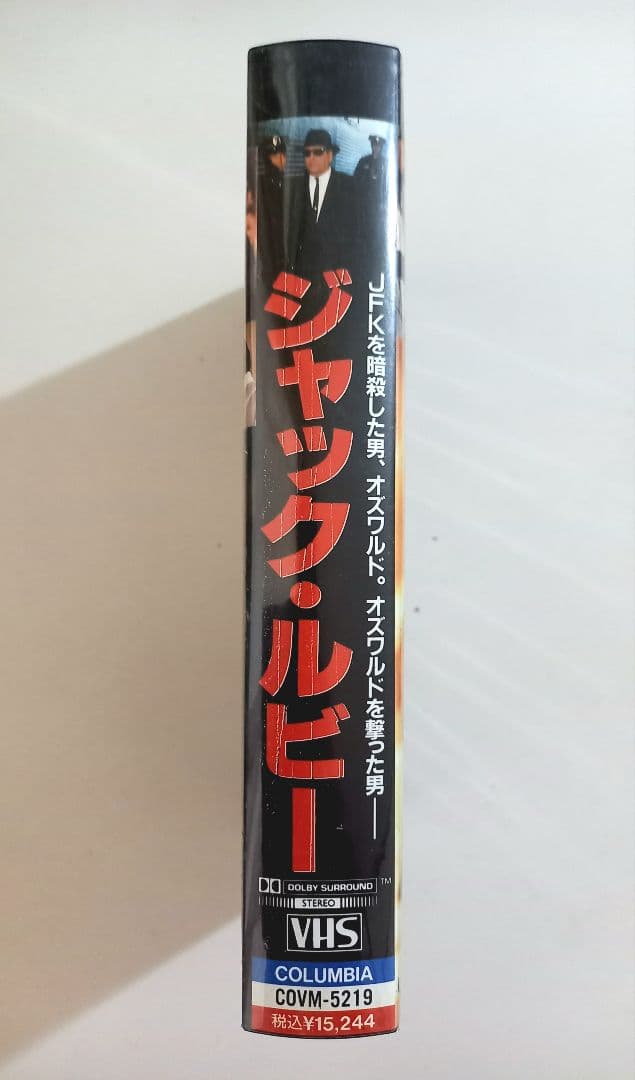 ジャック・ルビー
JFKを暗殺した男、オズワルド。オズワルドを撃った男――
DOLBY SURROUND TM
STEREO
VHS
COLUMBIA
COVM-5219
税込¥15,244